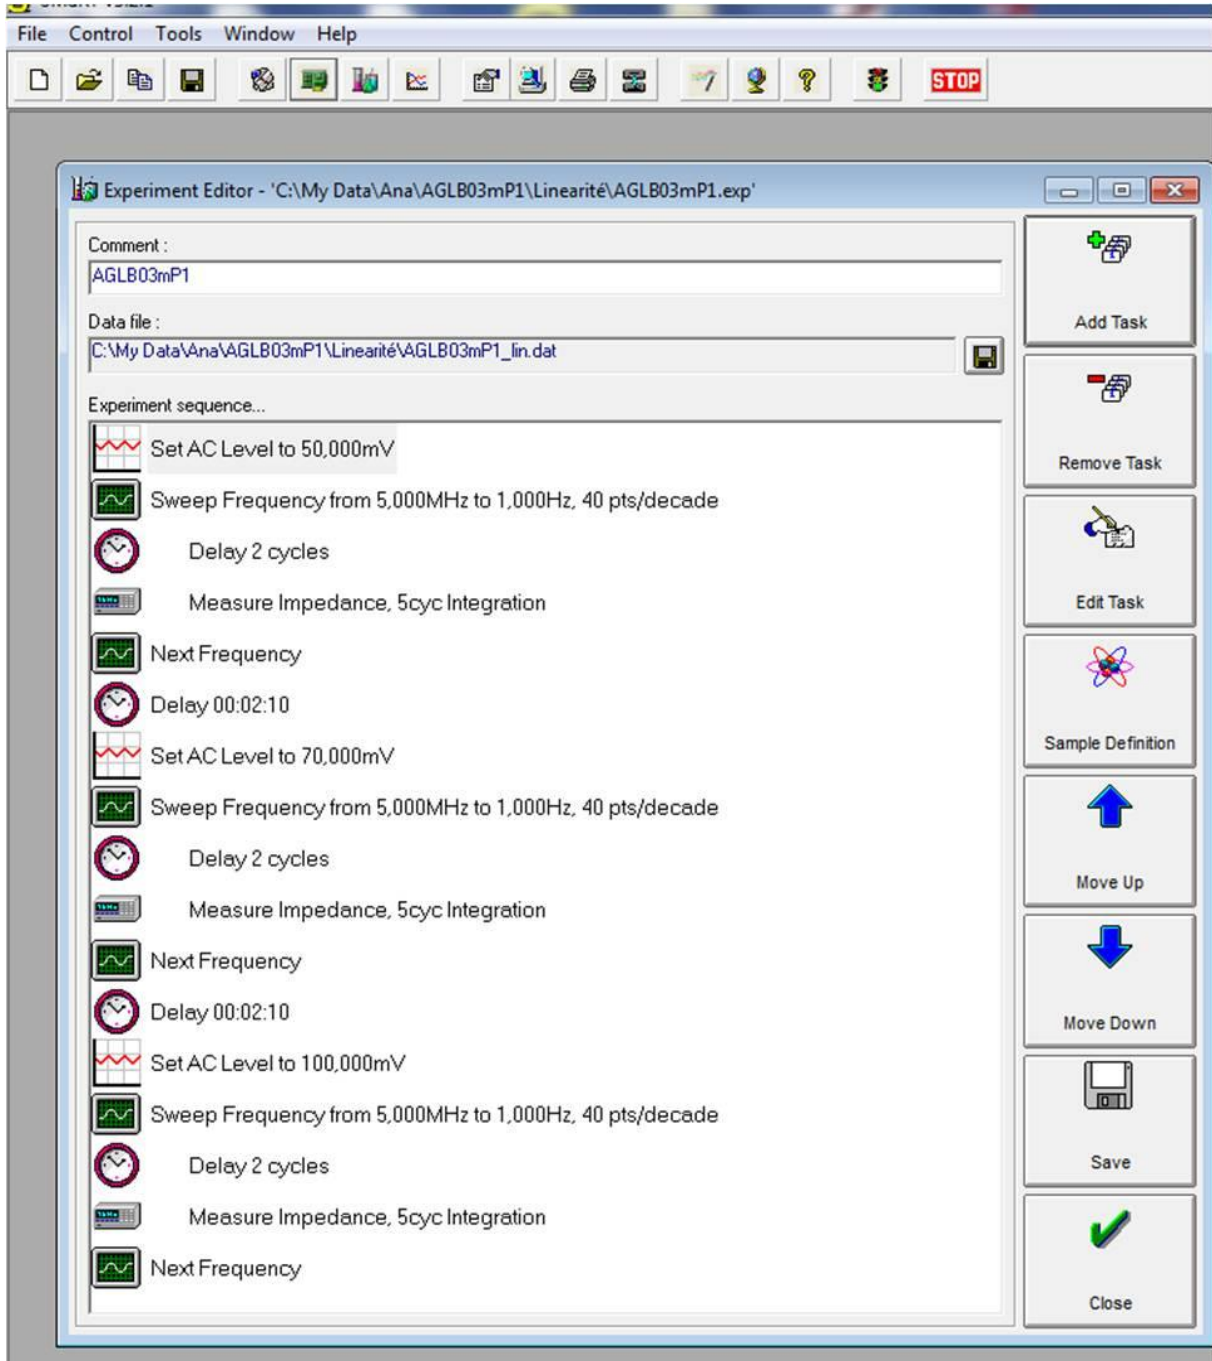 SMaRT v3.2.1
File Control Tools Window Help
STOP
Experiment Editor - 'C:\My Data\Ana\AGLB03mP1\Linearité\AGLB03mP1.exp'
Comment :
AGLB03mP1
Data file :
C:\My Data\Ana\AGLB03mP1\Linearité\AGLB03mP1_lin.dat
Experiment sequence...
Set AC Level to 50,000mV
Sweep Frequency from 5,000MHz to 1,000Hz, 40 pts/decade
Delay 2 cycles
Measure Impedance, 5cyc Integration
Next Frequency
Delay 00:02:10
Set AC Level to 70,000mV
Sweep Frequency from 5,000MHz to 1,000Hz, 40 pts/decade
Delay 2 cycles
Measure Impedance, 5cyc Integration
Next Frequency
Delay 00:02:10
Set AC Level to 100,000mV
Sweep Frequency from 5,000MHz to 1,000Hz, 40 pts/decade
Delay 2 cycles
Measure Impedance, 5cyc Integration
Next Frequency
Add Task
Remove Task
Edit Task
Sample Definition
Move Up
Move Down
Save
Close